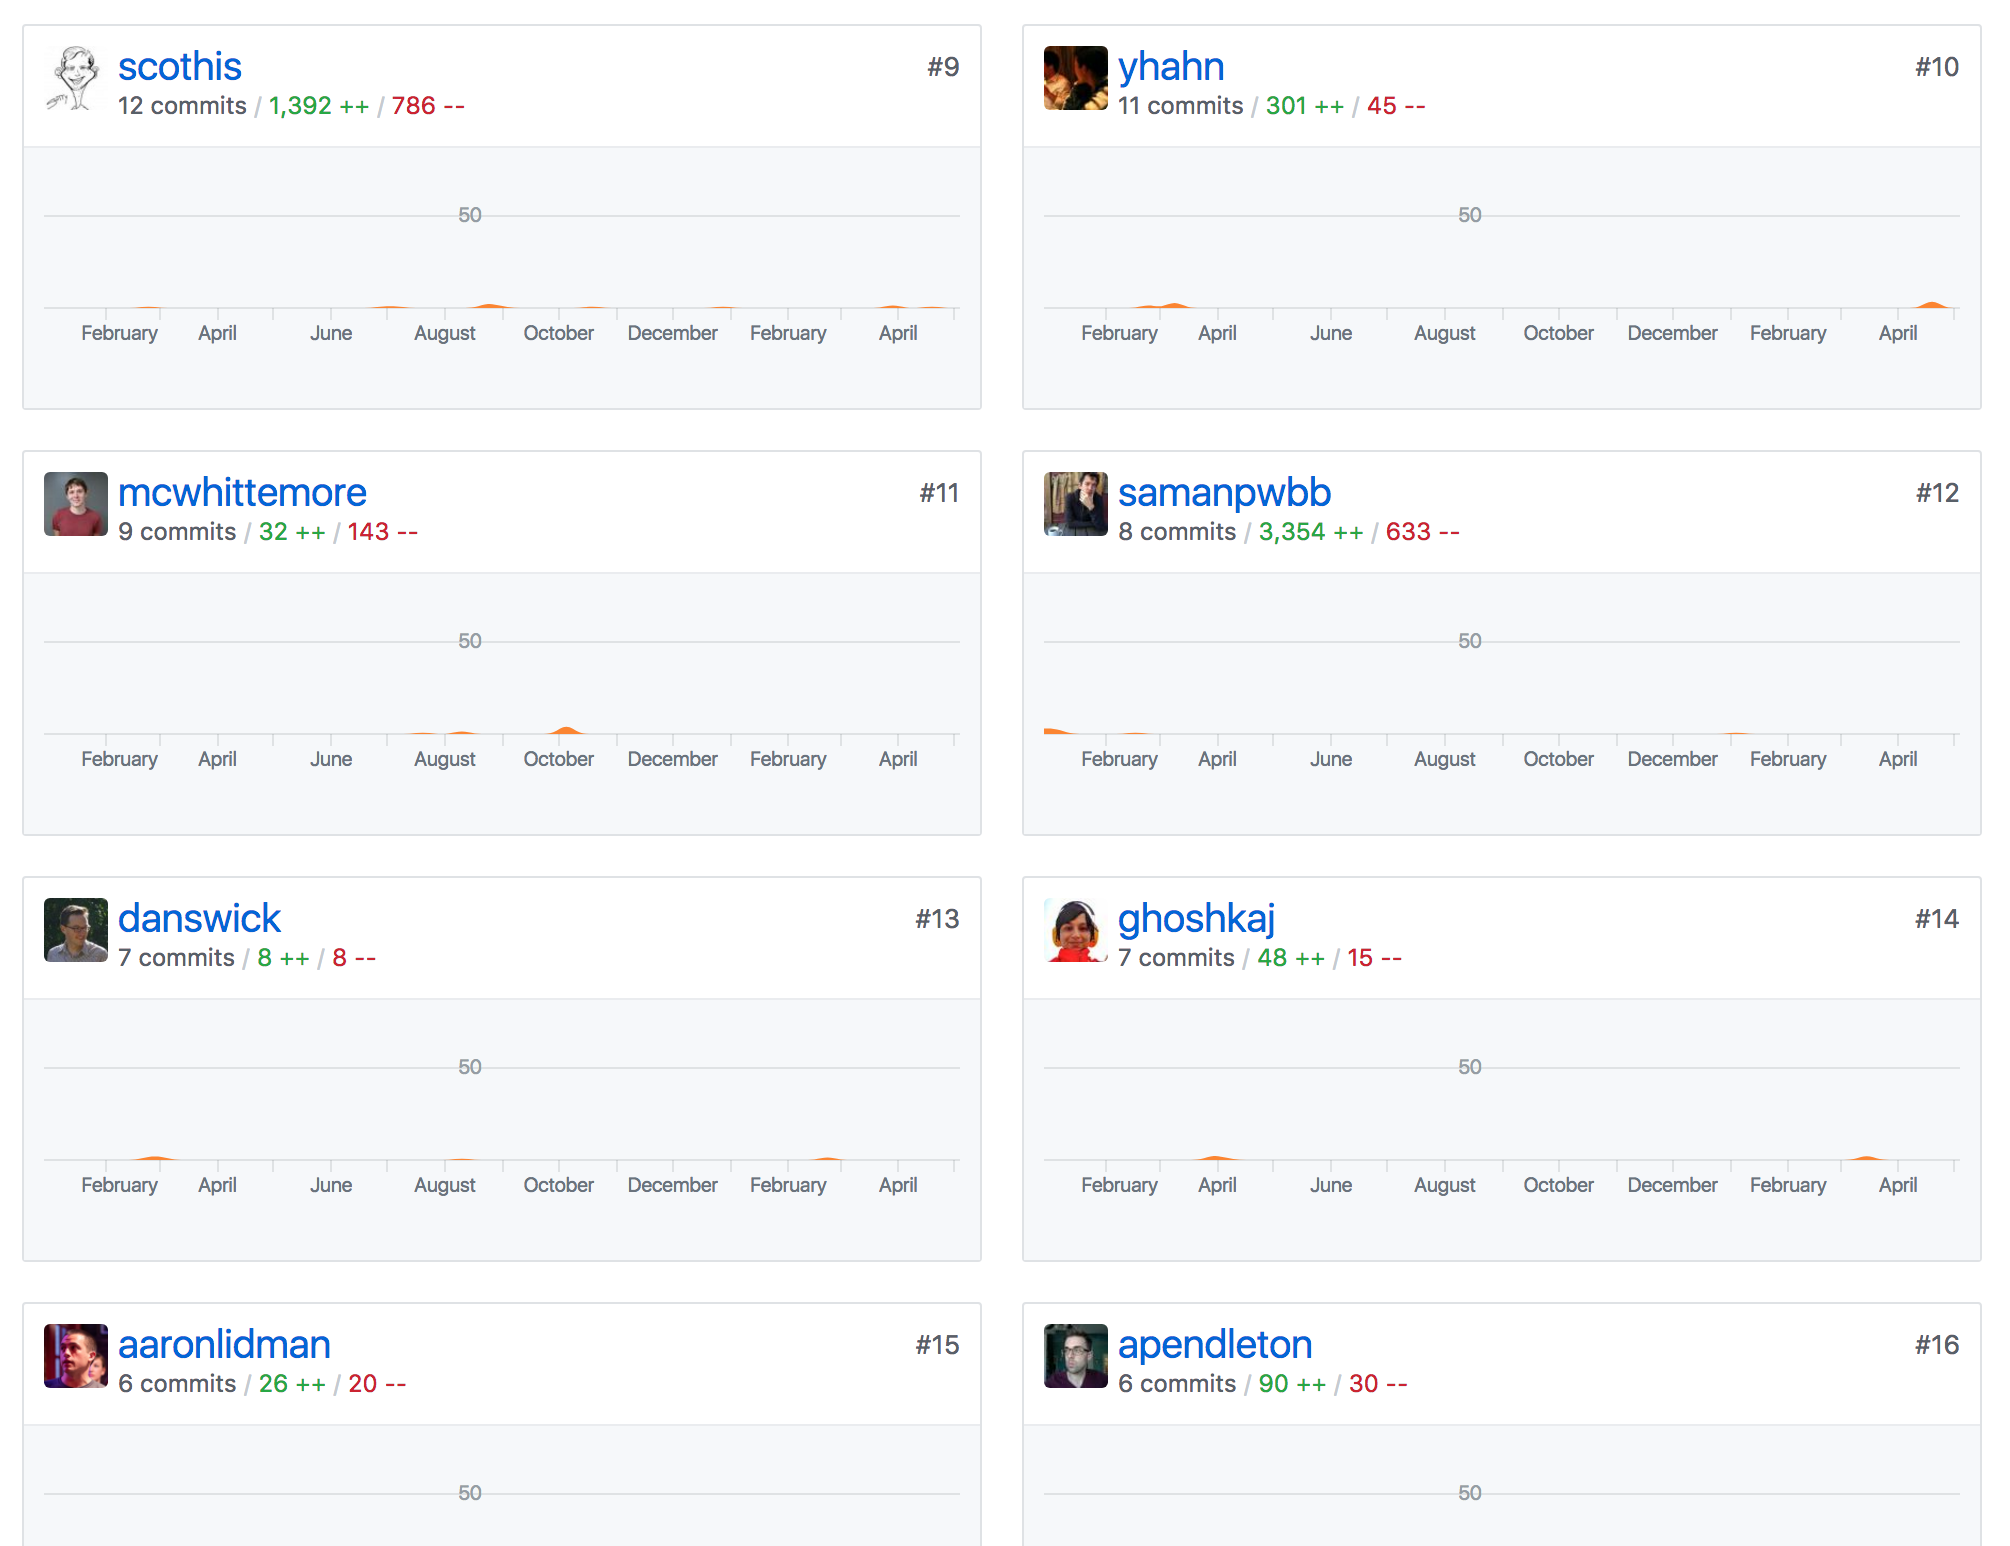 scothis
#9
12 commits / 1,392 ++ / 786 --
50
February April June August October December February April
yhahn
#10
11 commits / 301 ++ / 45 --
50
February April June August October December February April
mcwhittemore
#11
9 commits / 32 ++ / 143 --
50
February April June August October December February April
samanpwbb
#12
8 commits / 3,354 ++ / 633 --
50
February April June August October December February April
danswick
#13
7 commits / 8 ++ / 8 --
50
February April June August October December February April
ghoshkaj
#14
7 commits / 48 ++ / 15 --
50
February April June August October December February April
aaronlidman
#15
6 commits / 26 ++ / 20 --
50
apendleton
#16
6 commits / 90 ++ / 30 --
50